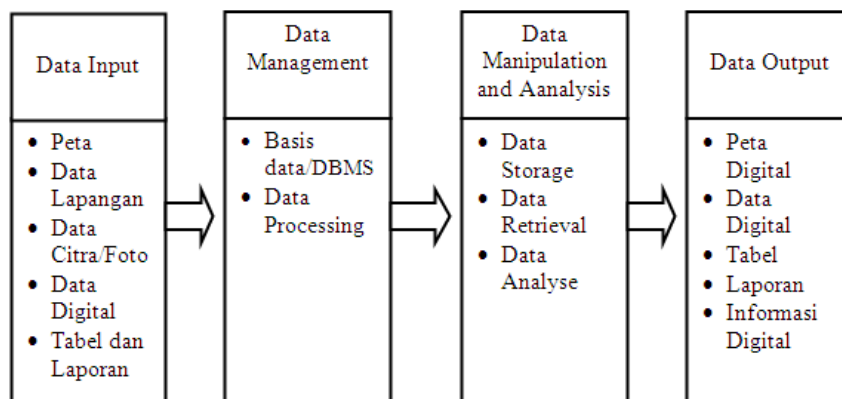 Data Input
• Peta
• Data
Lapangan
• Data
Citra/Foto
• Data
Digital
• Tabel dan
Laporan
Data
Management
• Basis
data/DBMS
• Data
Processing
Data
Manipulation
and Aanalysis
• Data
Storage
• Data
Retrieval
• Data
Analyse
Data Output
• Peta
Digital
• Data
Digital
• Tabel
• Laporan
• Informasi
Digital